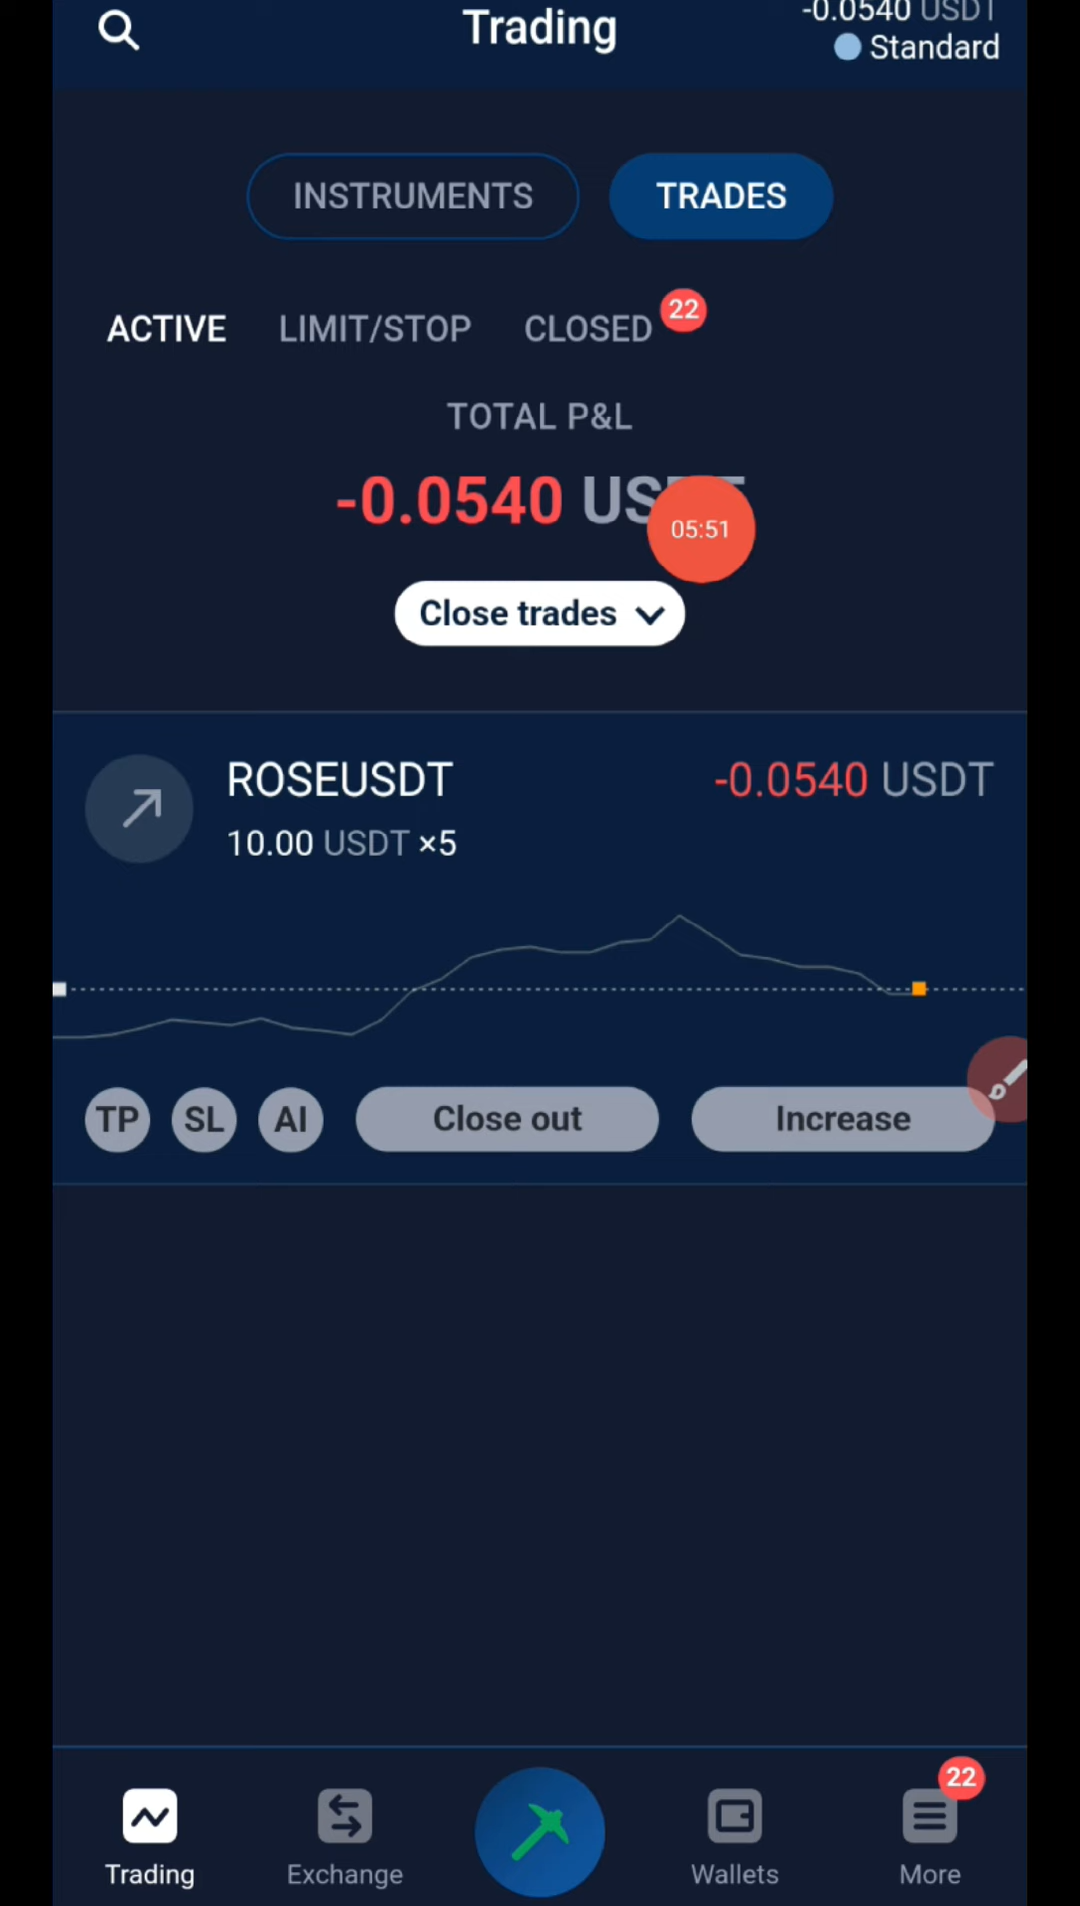 -0.0540 USDT
Trading
Standard
INSTRUMENTS
TRADES
ACTIVE
LIMIT/STOP
CLOSED
22
TOTAL P&L
-0.0540
05:51
Close trades
ROSEUSDT
-0.0540 USDT
10.00 USDT ×5
TP
SL
AI
Close out
Increase
22
Trading
Exchange
Wallets
More